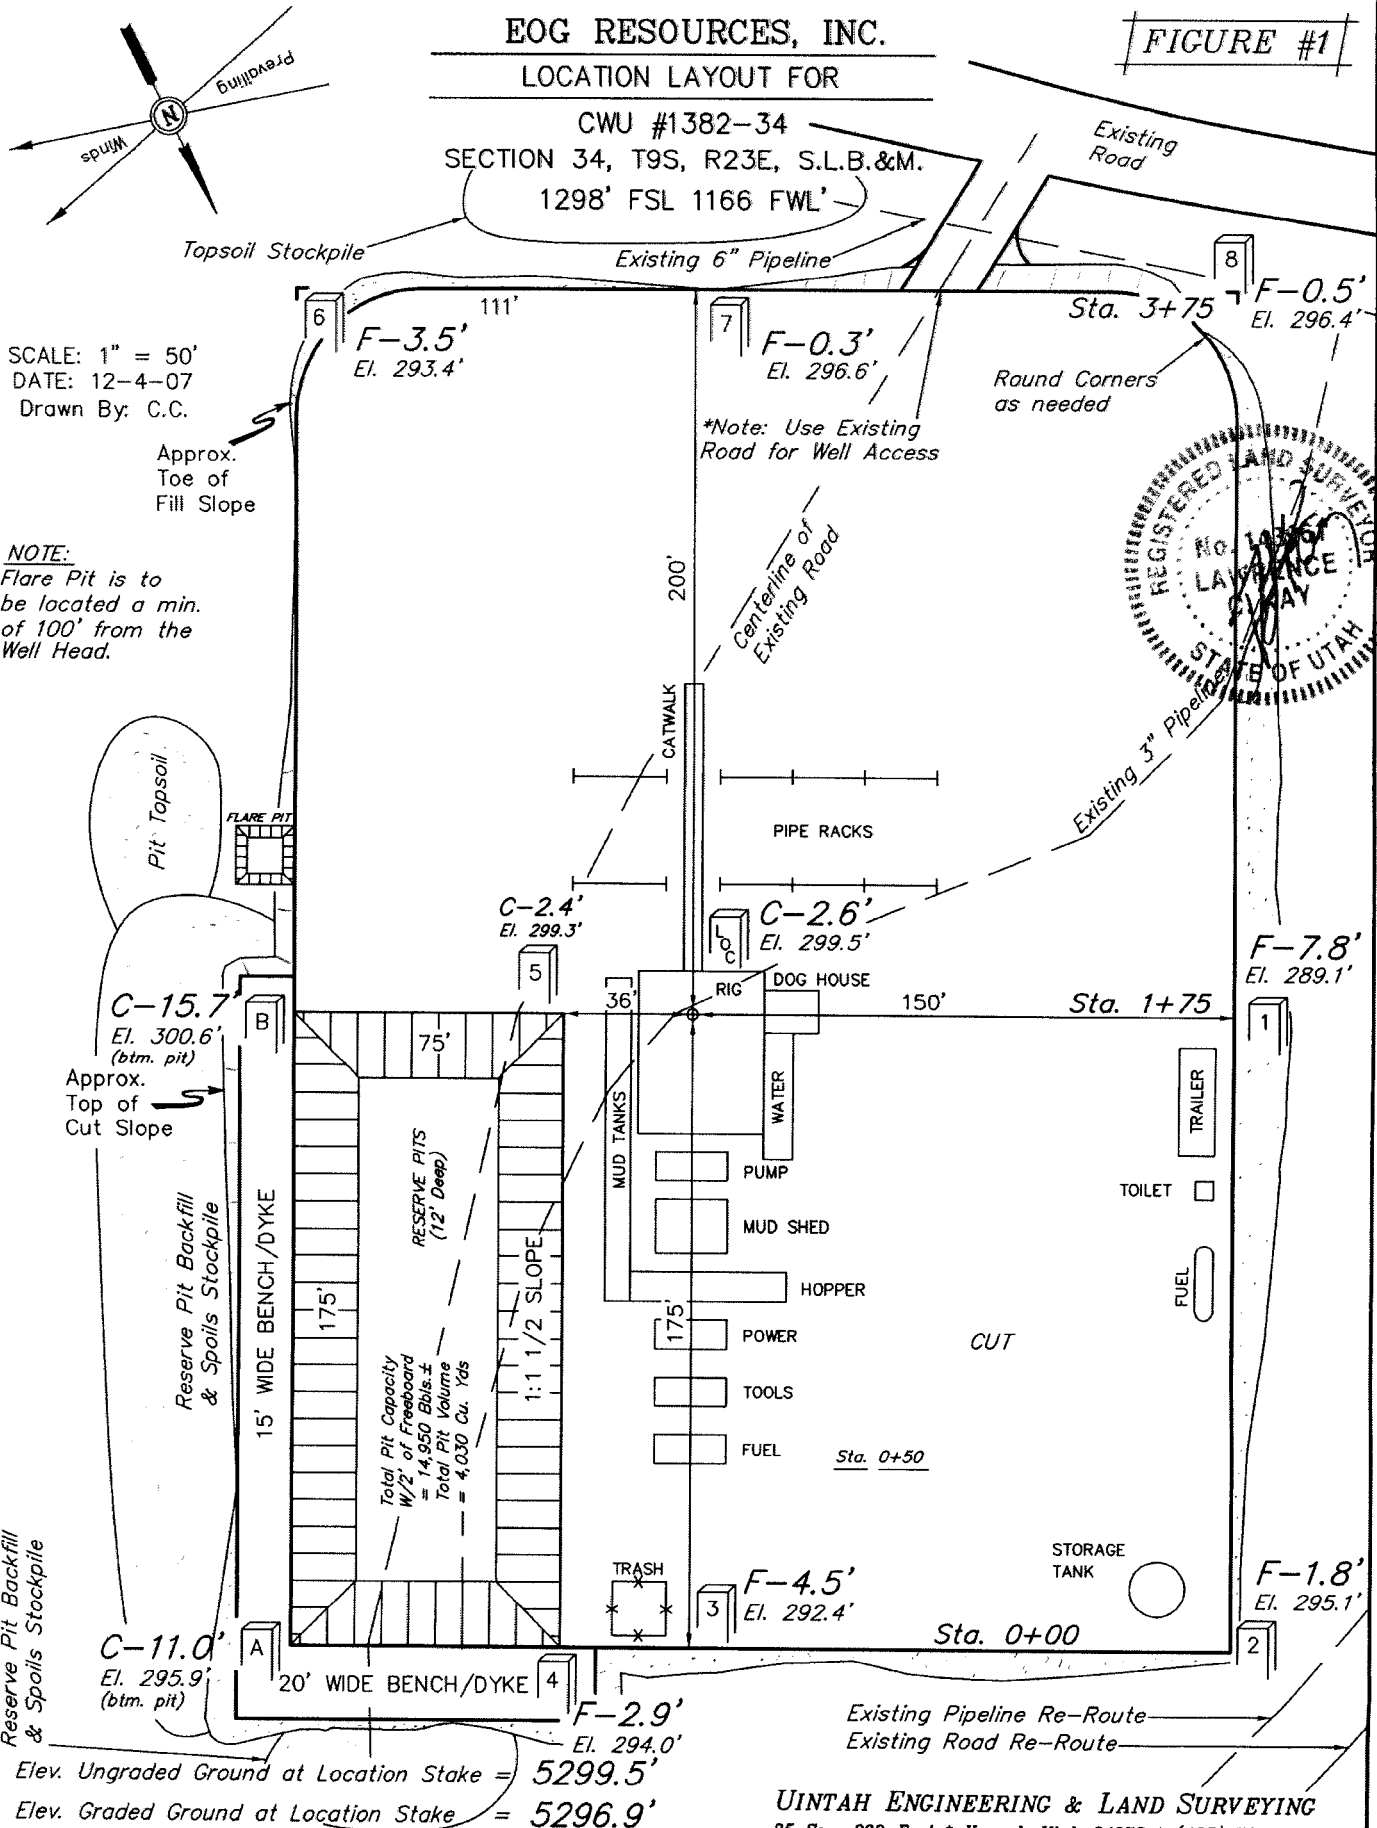 EOG RESOURCES, INC.
LOCATION LAYOUT FOR
CWU #1382-34
SECTION 34, T9S, R23E, S.L.B.&M.
1298' FSL 1166 FWL'
FIGURE #1
Prevailing
Winds
N
Existing
Road
Topsoil Stockpile
Existing 6" Pipeline
8
F-0.5'
El. 296.4'
Sta. 3+75
6
111'
F-3.5'
El. 293.4'
7
F-0.3'
El. 296.6'
SCALE: 1" = 50'
DATE: 12-4-07
Drawn By: C.C.
Round Corners
as needed
*Note: Use Existing
Road for Well Access
Approx.
Toe of
Fill Slope
REGISTERED LAND SURVEYOR
No.
LAWRENCE
STATE OF UTAH
NOTE:
Flare Pit is to
be located a min.
of 100' from the
Well Head.
200'
Centerline of
Existing Road
CATWALK
Existing 3" Pipeline
Pit Topsoil
FLARE PIT
PIPE RACKS
C-2.4'
El. 299.3'
5
LOC
C-2.6'
El. 299.5'
F-7.8'
El. 289.1'
1
C-15.7'
El. 300.6'
(btm. pit)
B
36'
RIG
DOG HOUSE
150'
Sta. 1+75
75'
Approx.
Top of
Cut Slope
MUD TANKS
WATER
TRAILER
RESERVE PITS
(12' Deep)
PUMP
TOILET
MUD SHED
Reserve Pit Backfill
& Spoils Stockpile
15' WIDE BENCH/DYKE
175'
1:1 1/2 SLOPE
HOPPER
FUEL
175'
POWER
CUT
Total Pit Capacity
W/2' of Freeboard
= 14,950 Bbls.±
Total Pit Volume
= 4,030 Cu. Yds
TOOLS
FUEL
Sta. 0+50
Reserve Pit Backfill
& Spoils Stockpile
TRASH
STORAGE
TANK
3
F-4.5'
El. 292.4'
F-1.8'
El. 295.1'
2
Sta. 0+00
C-11.0'
El. 295.9'
(btm. pit)
A
20' WIDE BENCH/DYKE
4
F-2.9'
El. 294.0'
Existing Pipeline Re-Route
Existing Road Re-Route
Elev. Ungraded Ground at Location Stake = 5299.5'
Elev. Graded Ground at Location Stake = 5296.9'
UINTAH ENGINEERING & LAND SURVEYING